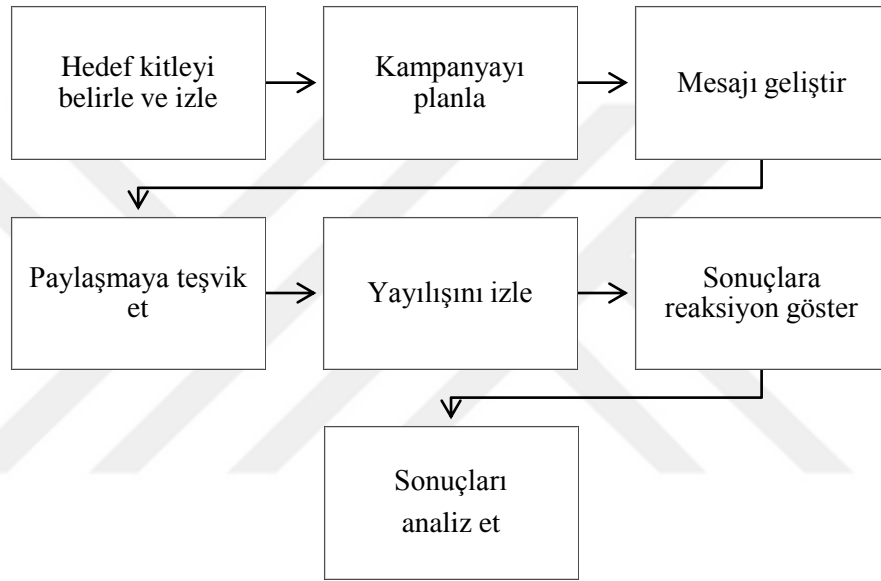 Hedef kitleyi
belirle ve izle
Kampanyayı
planla
Mesajı geliştir
Paylaşmaya teşvik
et
Yayılışını izle
Sonuçlara
reaksiyon göster
Sonuçları
analiz et